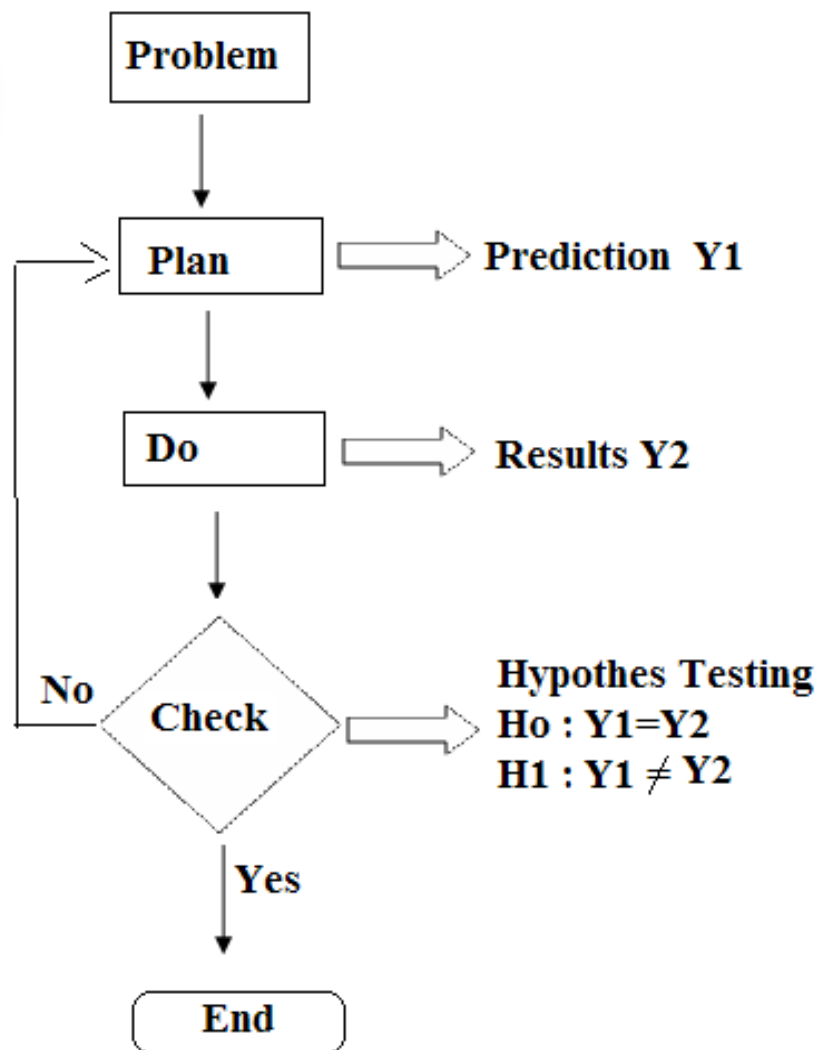 Problem
Plan
Prediction Y1
Do
Results Y2
No
Check
Hypothes Testing
Ho : Y1=Y2
H1 : Y1 ≠ Y2
Yes
End